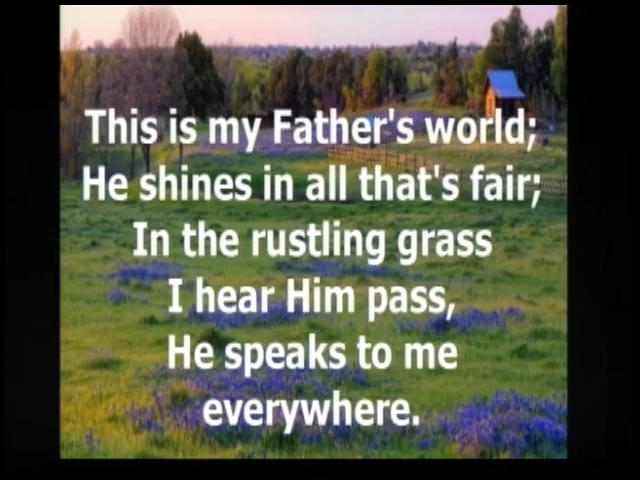 This is my Father's world;
He shines in all that's fair;
In the rustling grass
I hear Him pass,
He speaks to me
everywhere.